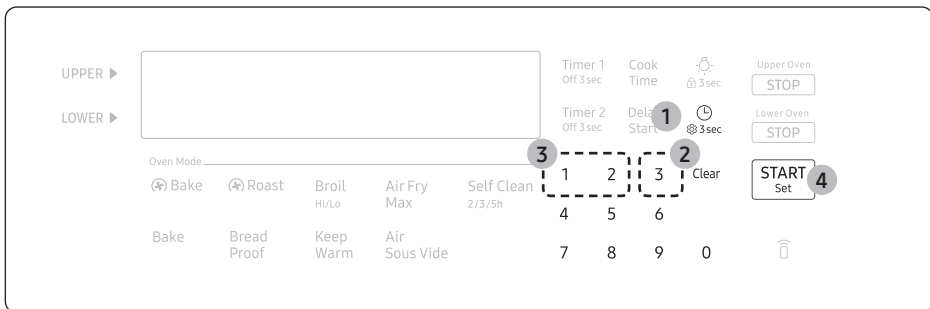 UPPER ▶
LOWER ▶
Timer 1
Off 3 sec
Cook
Time
3 sec
Upper Oven
STOP
Timer 2
Off 3 sec
Start
1
3 sec
Lower Oven
STOP
Oven Mode
3
2
Bake
Roast
Broil
Hi/Lo
Air Fry
Max
Self Clean
2/3/5h
1 2 3 Clear
START
Set
4
4 5 6
Bake
Bread
Proof
Keep
Warm
Air
Sous Vide
7 8 9 0